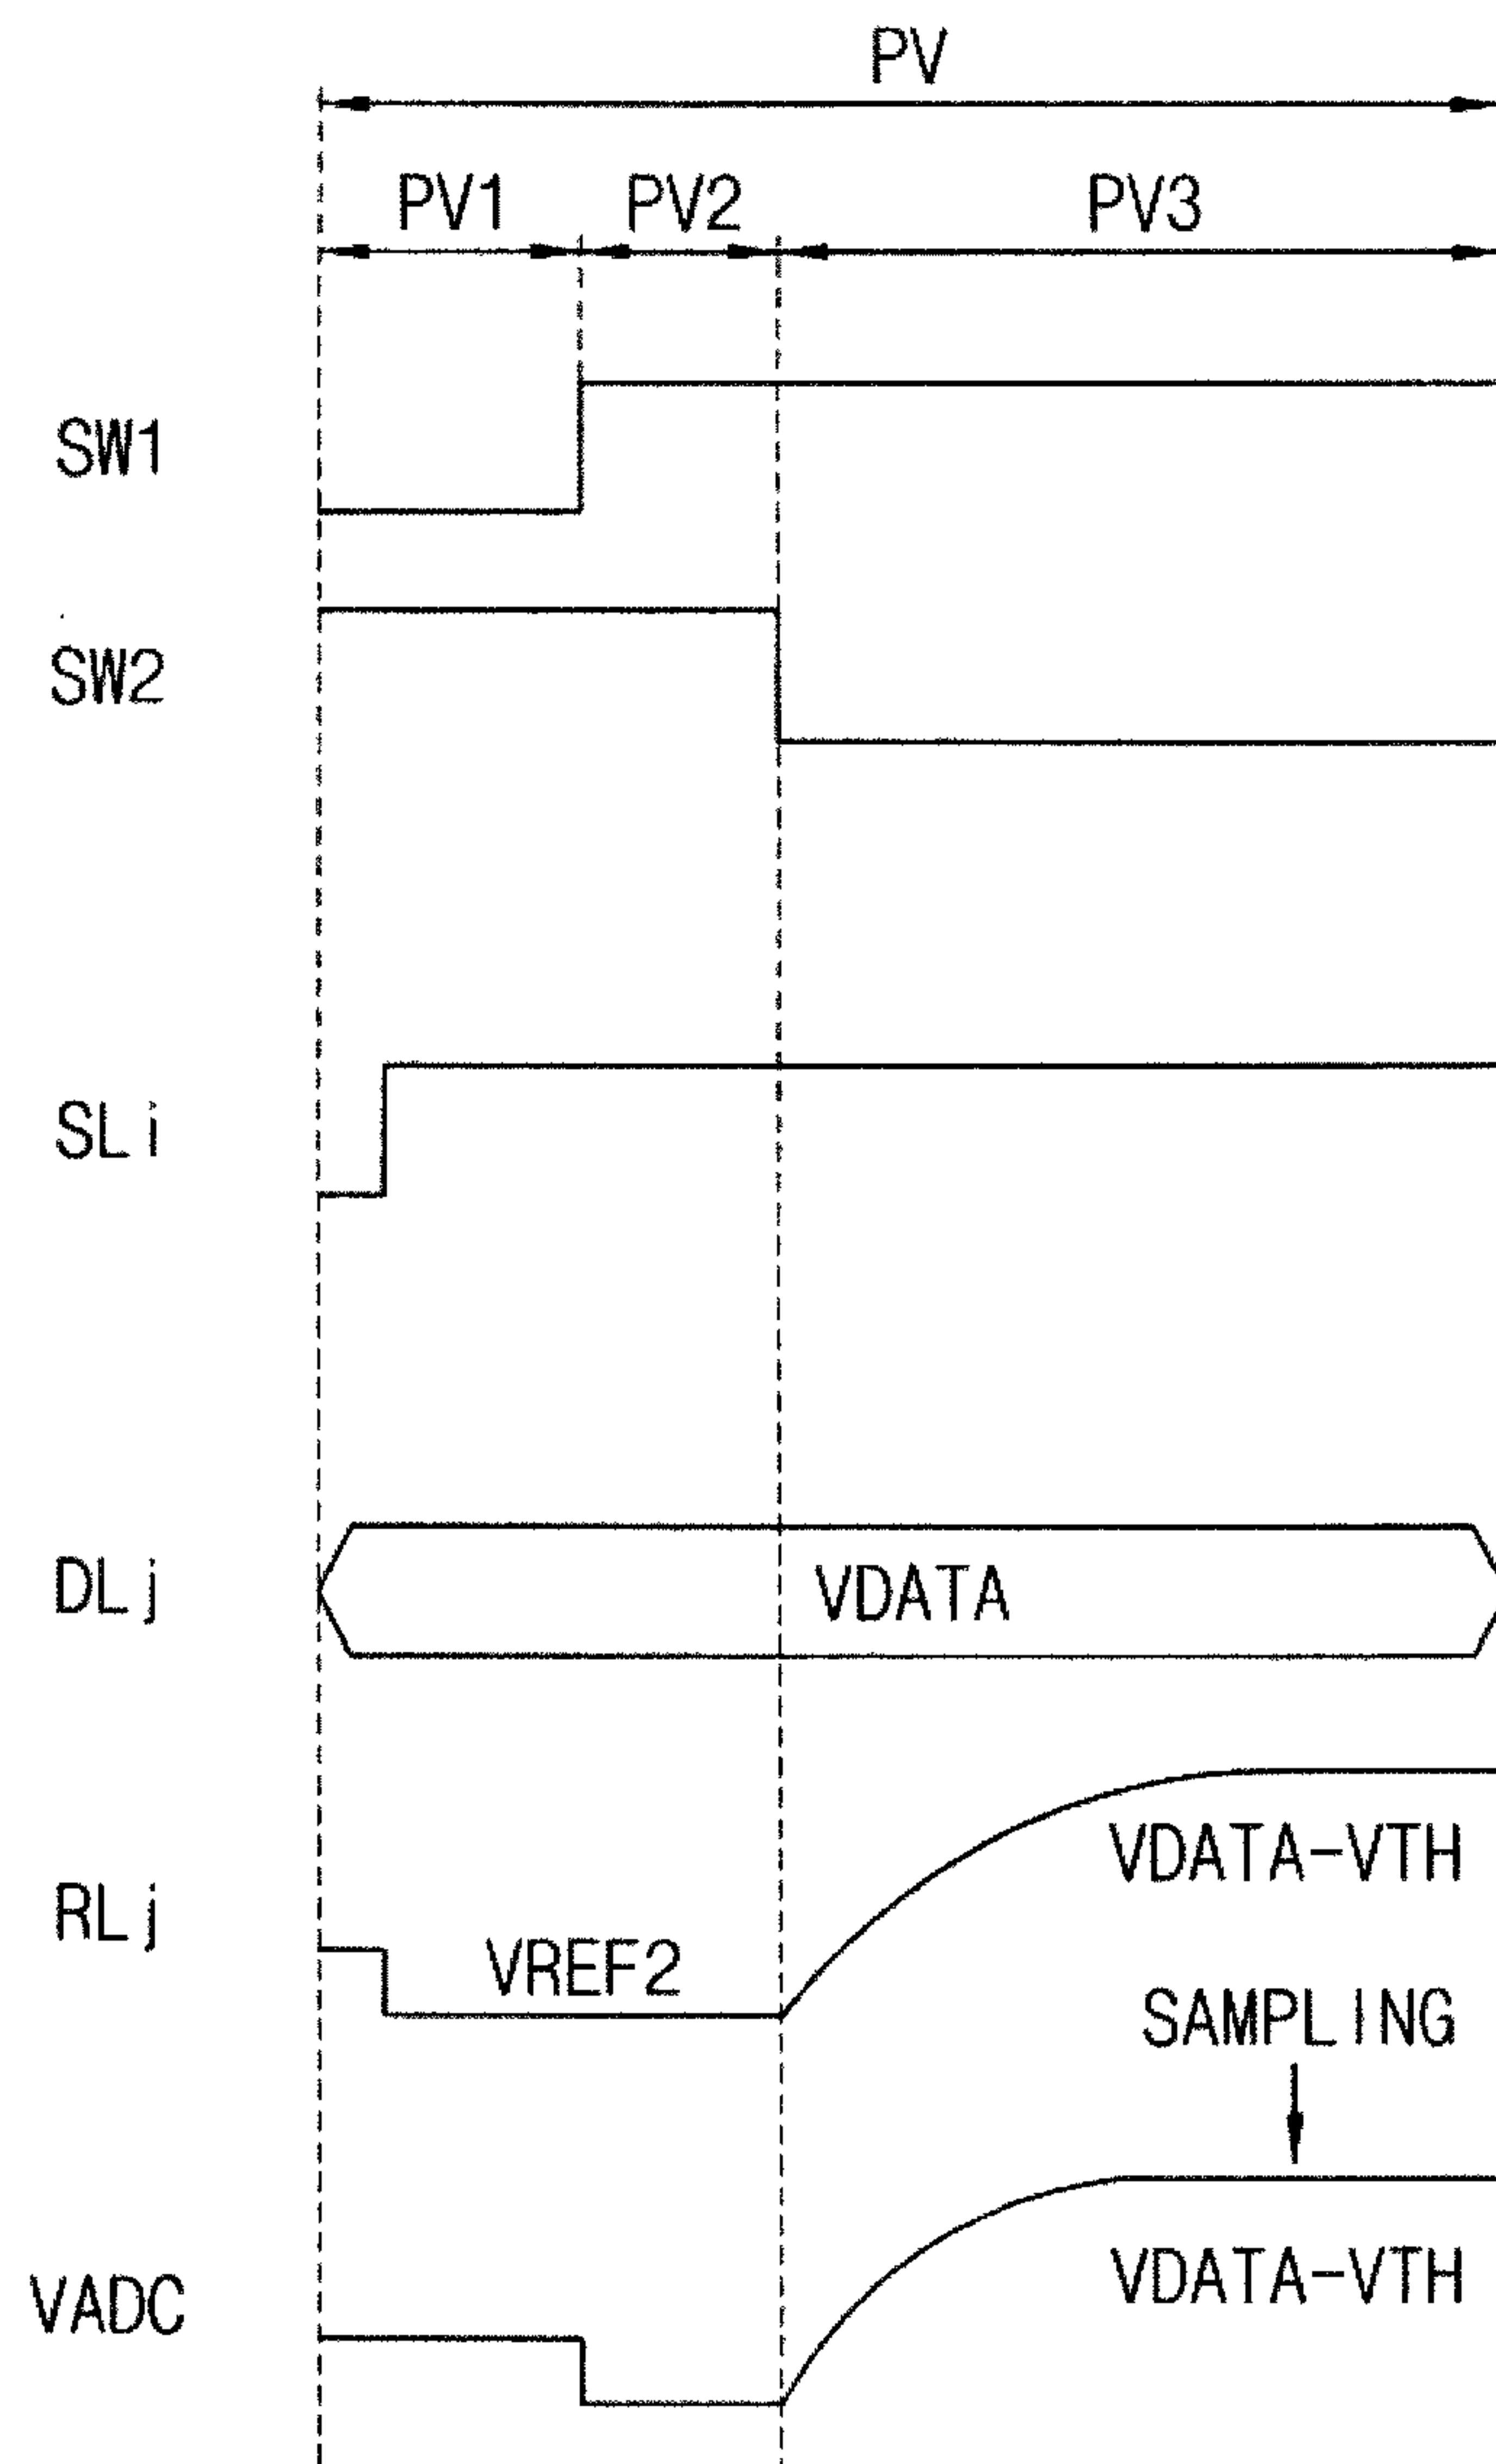 PV
PV1 PV2 PV3
SW1
SW2
SLi
DLj VDATA
VDATA-VTH
RLj VREF2
SAMPLING
VDATA-VTH
VADC